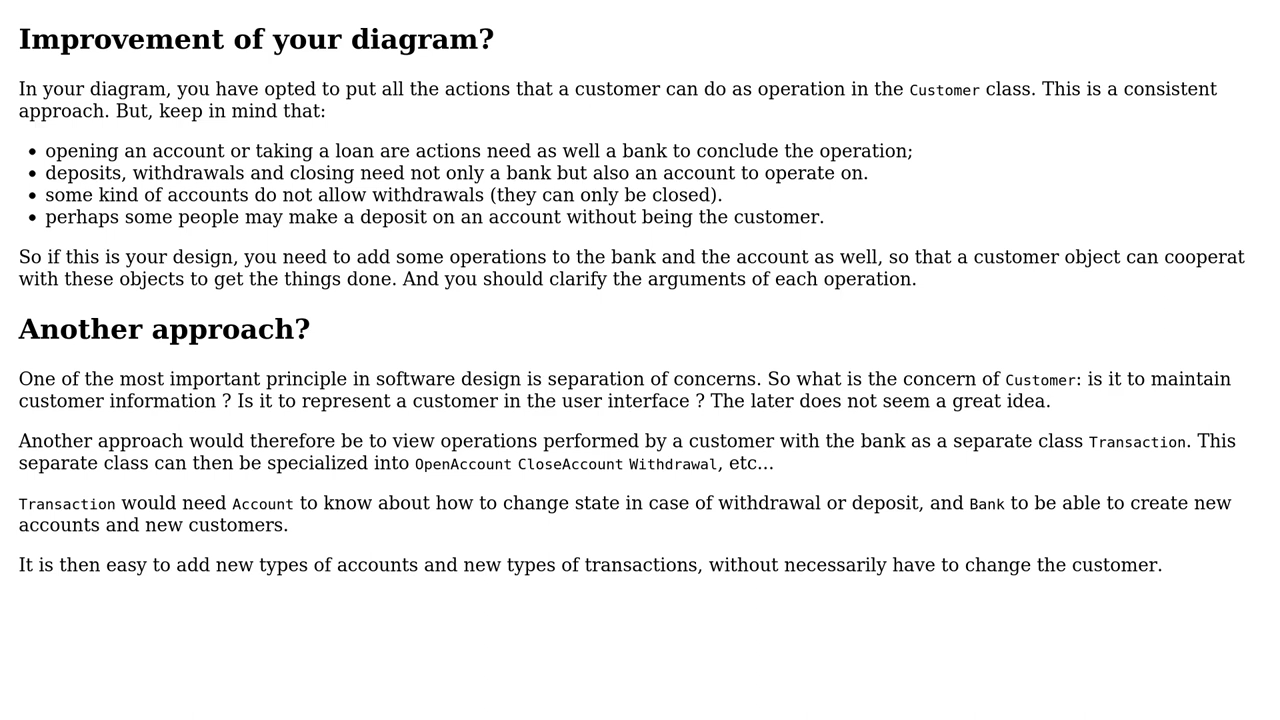 Improvement of your diagram?
In your diagram, you have opted to put all the actions that a customer can do as operation in the Customer class. This is a consistent
approach. But, keep in mind that:
• opening an account or taking a loan are actions need as well a bank to conclude the operation;
• deposits, withdrawals and closing need not only a bank but also an account to operate on.
• some kind of accounts do not allow withdrawals (they can only be closed).
• perhaps some people may make a deposit on an account without being the customer.
So if this is your design, you need to add some operations to the bank and the account as well, so that a customer object can cooperat
with these objects to get the things done. And you should clarify the arguments of each operation.
Another approach?
One of the most important principle in software design is separation of concerns. So what is the concern of Customer: is it to maintain
customer information ? Is it to represent a customer in the user interface ? The later does not seem a great idea.
Another approach would therefore be to view operations performed by a customer with the bank as a separate class Transaction. This
separate class can then be specialized into OpenAccount CloseAccount Withdrawal, etc...
Transaction would need Account to know about how to change state in case of withdrawal or deposit, and Bank to be able to create new
accounts and new customers.
It is then easy to add new types of accounts and new types of transactions, without necessarily have to change the customer.